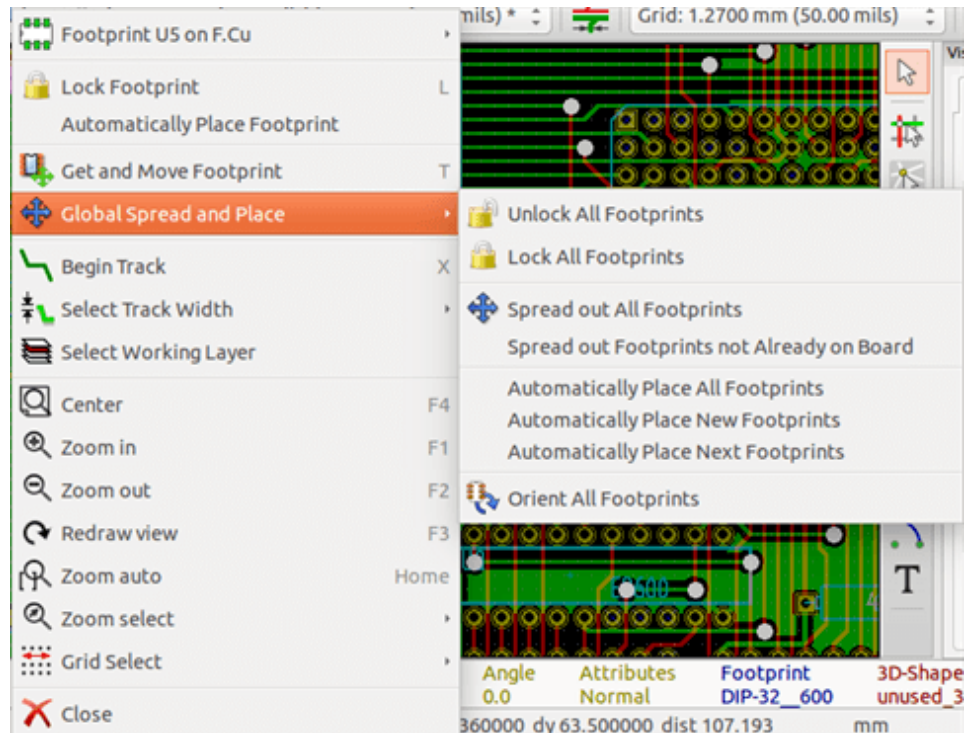 mils) *
Grid: 1.2700 mm (50.00 mils)
Footprint U5 on F.Cu
Vis
Lock Footprint L
Automatically Place Footprint
Get and Move Footprint T
Global Spread and Place
Begin Track X
Select Track Width
Select Working Layer
Center F4
Zoom in F1
Zoom out F2
Redraw view F3
Zoom auto Home
Zoom select
Grid Select
Close
Unlock All Footprints
Lock All Footprints
Spread out All Footprints
Spread out Footprints not Already on Board
Automatically Place All Footprints
Automatically Place New Footprints
Automatically Place Next Footprints
Orient All Footprints
T
Angle Attributes Footprint 3D-Shape
0.0 Normal DIP-32__600 unused_3
360000 dy 63.500000 dist 107.193 mm